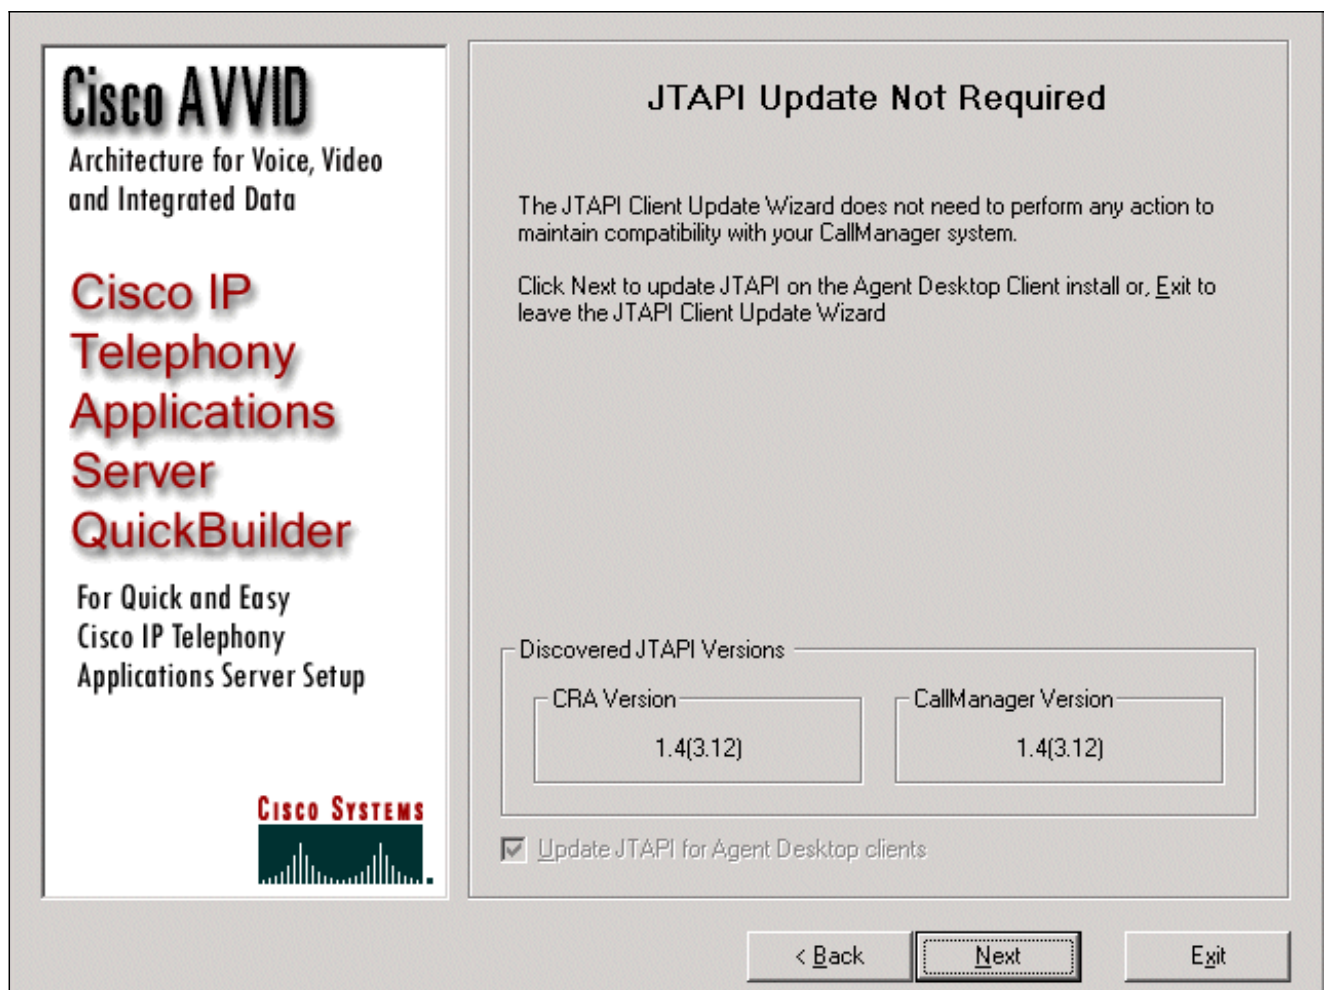 Cisco AVVID
Architecture for Voice, Video
and Integrated Data
Cisco IP
Telephony
Applications
Server
QuickBuilder
For Quick and Easy
Cisco IP Telephony
Applications Server Setup
CISCO SYSTEMS
JTAPI Update Not Required
The JTAPI Client Update Wizard does not need to perform any action to
maintain compatibility with your CallManager system.
Click Next to update JTAPI on the Agent Desktop Client install or, Exit to
leave the JTAPI Client Update Wizard
Discovered JTAPI Versions
CRA Version
1.4(3.12)
CallManager Version
1.4(3.12)
Update JTAPI for Agent Desktop clients
< Back
Next
Exit